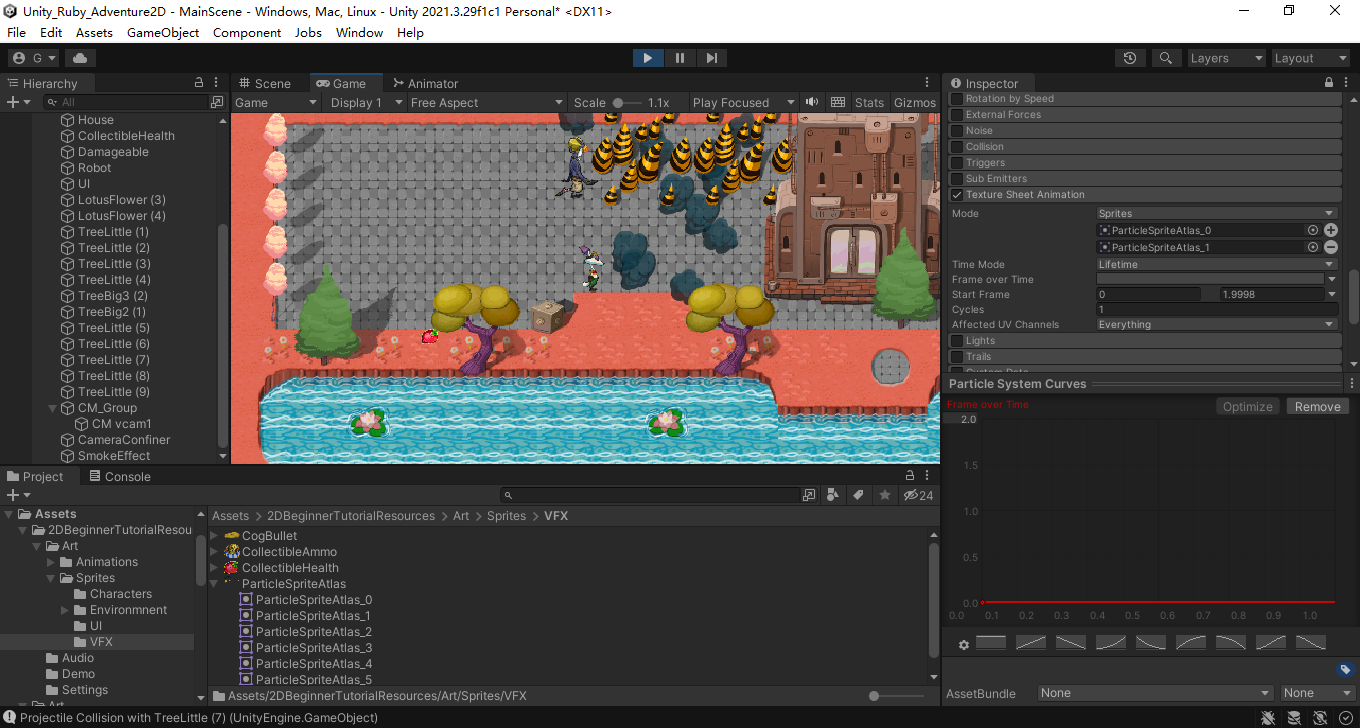 Unity_Ruby_Adventure2D - MainScene - Windows, Mac, Linux - Unity 2021.3.29f1c1 Personal* <DX11>
File Edit Assets GameObject Component Jobs Window Help
G Layers Layout
Hierarchy
All
House
CollectibleHealth
Damageable
Robot
UI
LotusFlower (3)
LotusFlower (4)
TreeLittle (1)
TreeLittle (2)
TreeLittle (3)
TreeLittle (4)
TreeBig3 (2)
TreeBig2 (1)
TreeLittle (5)
TreeLittle (6)
TreeLittle (7)
TreeLittle (8)
TreeLittle (9)
CM_Group
CM vcam1
CameraConfiner
SmokeEffect
Scene Game Animator
Game Display 1 Free Aspect Scale 1.1x Play Focused Stats Gizmos
Inspector
Rotation by Speed
External Forces
Noise
Collision
Triggers
Sub Emitters
Texture Sheet Animation
Mode Sprites
ParticleSpriteAtlas_0
ParticleSpriteAtlas_1
Time Mode Lifetime
Frame over Time
Start Frame 0 1.9998
Cycles 1
Affected UV Channels Everything
Lights
Trails
Custom Data
Particle System Curves
Frame over Time Optimize Remove
2.0
1.5
1.0
0.5
0.0
0.0 0.1 0.2 0.3 0.4 0.5 0.6 0.7 0.8 0.9 1.0
AssetBundle None None
Project Console
24
Assets
2DBeginnerTutorialResou
Art
Animations
Sprites
Characters
Environmnent
UI
VFX
Audio
Demo
Settings
Art
Assets > 2DBeginnerTutorialResources > Art > Sprites > VFX
CogBullet
CollectibleAmmo
CollectibleHealth
ParticleSpriteAtlas
ParticleSpriteAtlas_0
ParticleSpriteAtlas_1
ParticleSpriteAtlas_2
ParticleSpriteAtlas_3
ParticleSpriteAtlas_4
ParticleSpriteAtlas_5
Assets/2DBeginnerTutorialResources/Art/Sprites/VFX
Projectile Collision with TreeLittle (7) (UnityEngine.GameObject)